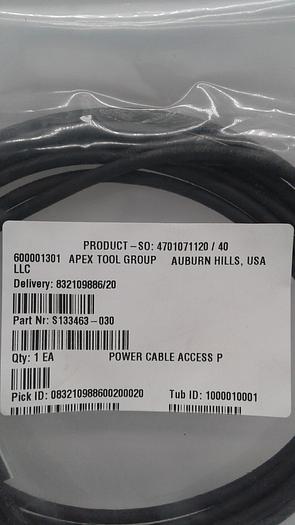 PRODUCT-SO: 4701071120 / 40
600001301 APEX TOOL GROUP AUBURN HILLS, USA
LLC
Delivery: 832109886/20
Part Nr: S133463-030
Qty: 1 EA POWER CABLE ACCESS P
Pick ID: 083210988600200020 Tub ID: 1000010001